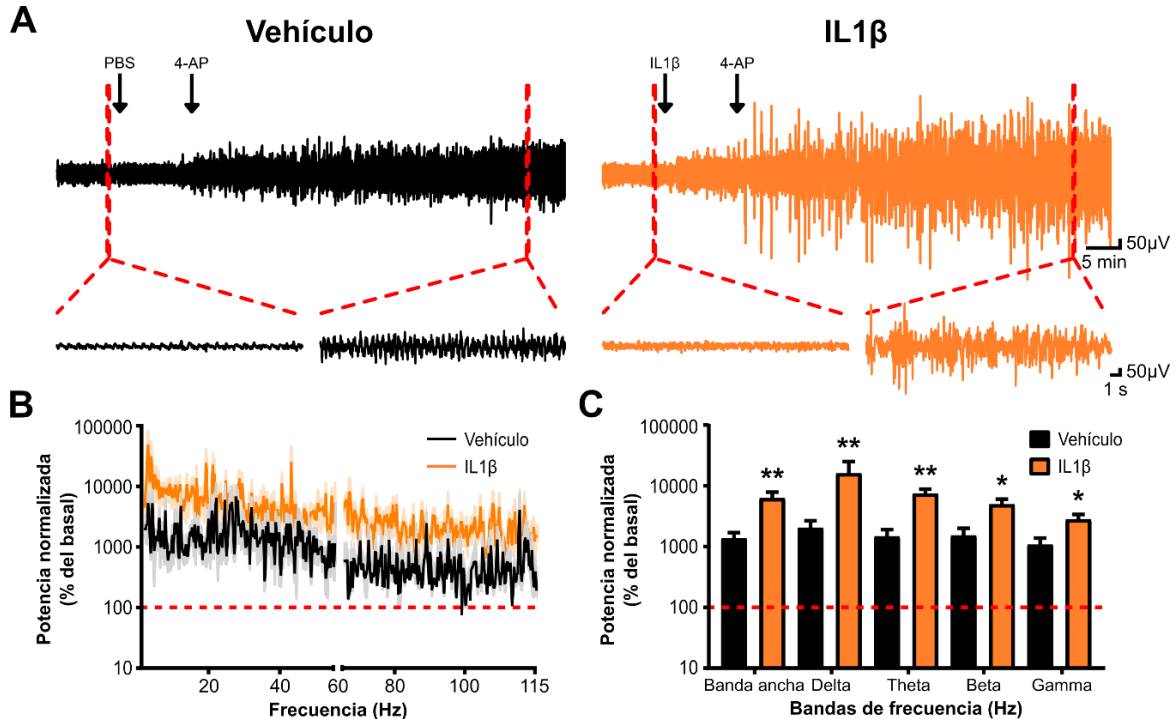 A
Vehículo
IL1β
PBS
4-AP
IL1β
4-AP
50μV
5 min
50μV
1 s
B
Potencia normalizada
(% del basal)
100000
10000
1000
100
10
Vehículo
IL1β
20
40
60
80
100
115
Frecuencia (Hz)
C
Potencia normalizada
(% del basal)
100000
10000
1000
100
10
**
**
**
*
*
Vehículo
IL1β
Banda ancha
Delta
Theta
Beta
Gamma
Bandas de frecuencia (Hz)